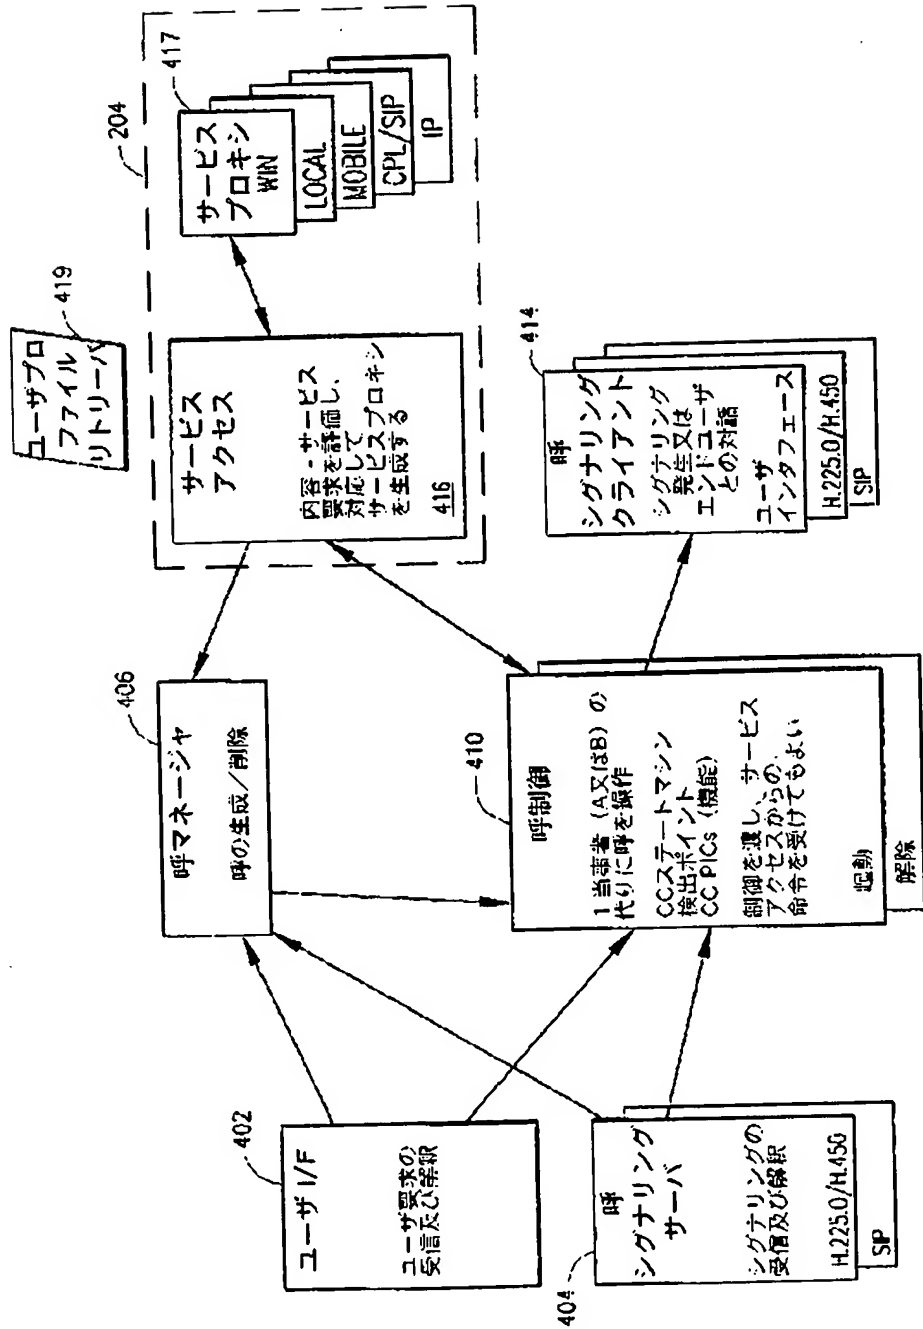 402
ユーザ I/F
ユーザ要求の
受信及び解釈
404
呼
シグナリング
サーバ
シグナリングの
受信及び解釈
H.225.0/H.450
SIP
406
呼マネージャ
呼の生成／削除
410
呼制御
1当事者 (A又はB) の
代りに呼を操作
CCステートマシン
検出ポイント
CC PICs (機能)
制御を渡し、サービス
アクセスからの
命令を受けてもよい
起動
解除
ユーザプロ
ファイル
リトリーバ
419
204
サービス
アクセス
内容-サービス
要求を評価し、
対応して
サービスプロキシ
を生成する
416
417
サービス
プロキシ
WIN
LOCAL
MOBILE
CPL/SIP
IP
414
呼
シグナリング
クライアント
シグナリング
発生又は
エンドユーザ
との対話
ユーザ
インタフェース
H.225.0/H.450
SIP